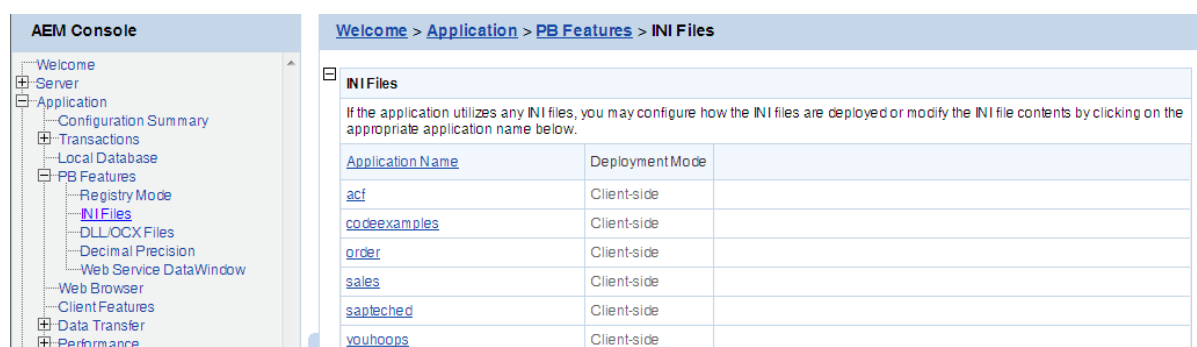 AEM Console
Welcome
Server
Application
Configuration Summary
Transactions
Local Database
PB Features
Registry Mode
INI Files
DLL/OCX Files
Decimal Precision
Web Service DataWindow
Web Browser
Client Features
Data Transfer
Performance
Welcome > Application > PB Features > INI Files
INI Files
If the application utilizes any INI files, you may configure how the INI files are deployed or modify the INI file contents by clicking on the
appropriate application name below.
Application Name Deployment Mode
acf Client-side
codeexamples Client-side
order Client-side
sales Client-side
sapteched Client-side
youhoops Client-side